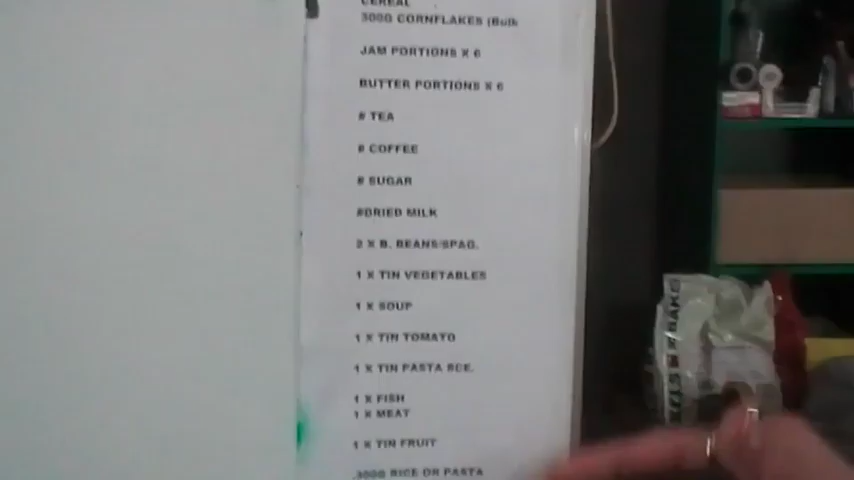 CEREAL
300G CORNFLAKES (Bulk
JAM PORTIONS X 6
BUTTER PORTIONS X 6
# TEA
# COFFEE
# SUGAR
#DRIED MILK
2 X B. BEANS/SPAG.
1 X TIN VEGETABLES
1 X SOUP
1 X TIN TOMATO
1 X TIN PASTA SCE.
1 X FISH
1 X MEAT
1 X TIN FRUIT
300G RICE OR PASTA